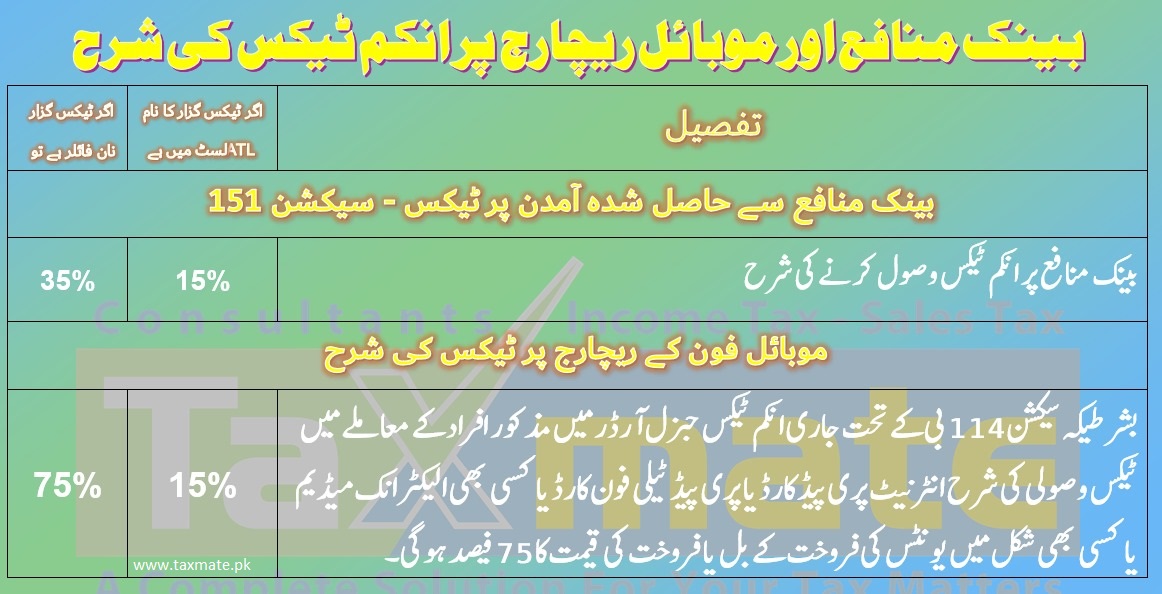 بینک منافع اور موبائل ریچارج پر انکم ٹیکس کی شرح
تفصیل
اگر ٹیکس گزار کا نام
ATLلسٹ میں ہے
اگر ٹیکس گزار
نان فائلر ہے تو
بینک منافع سے حاصل شدہ آمدن پر ٹیکس - سیکشن 151
بینک منافع پر انکم ٹیکس وصول کرنے کی شرح
15%
35%
Consultants - Income Tax - Sales Tax
موبائل فون کے ریچارج پر ٹیکس کی شرح
بشرطیکہ سیکشن 114 بی کے تحت جاری انکم ٹیکس جنرل آرڈر میں مذکور افراد کے معاملے میں
ٹیکس وصولی کی شرح انٹرنیٹ پری پیڈ کارڈ یا پری پیڈ ٹیلی فون کارڈ یا کسی بھی الیکٹرانک میڈیم
یا کسی بھی شکل میں یونٹس کی فروخت کے بل یا فروخت کی قیمت کا 75 فیصد ہو گی۔
15%
75%
Taxmate
www.taxmate.pk
A Complete Solution For Your Tax Matters